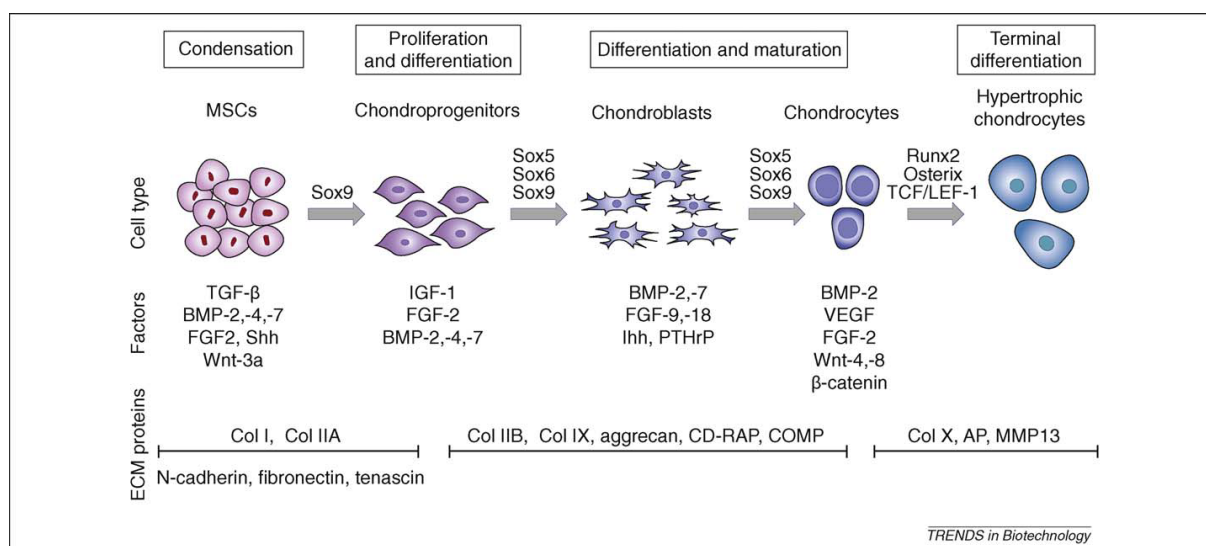 Condensation
Proliferation
and differentiation
Differentiation and maturation
Terminal
differentiation
MSCs
Chondroprogenitors
Chondroblasts
Chondrocytes
Hypertrophic
chondrocytes
Cell type
Sox9
Sox5
Sox6
Sox9
Sox5
Sox6
Sox9
Runx2
Osterix
TCF/LEF-1
Factors
TGF-β
BMP-2,-4,-7
FGF2, Shh
Wnt-3a
IGF-1
FGF-2
BMP-2,-4,-7
BMP-2,-7
FGF-9,-18
Ihh, PTHrP
BMP-2
VEGF
FGF-2
Wnt-4,-8
β-catenin
ECM proteins
Col I, Col IIA
N-cadherin, fibronectin, tenascin
Col IIB, Col IX, aggrecan, CD-RAP, COMP
Col X, AP, MMP13
TRENDS in Biotechnology